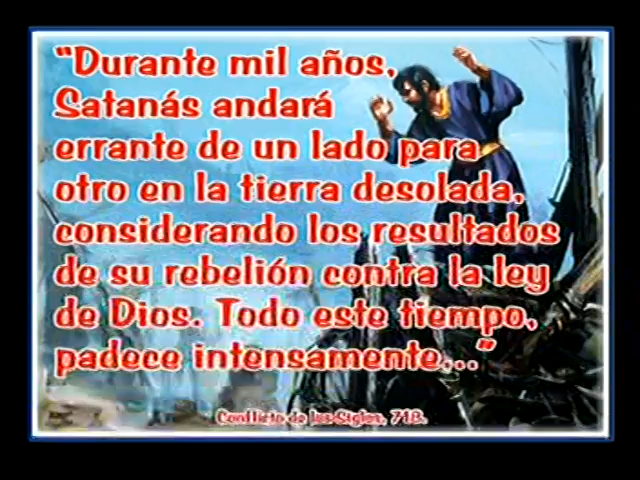 "Durante mil años,
Satanás andará
errante de un lado para
otro en la tierra desolada,
considerando los resultados
de su rebelión contra la ley
de Dios. Todo este tiempo,
padece intensamente..."
Conflicto de los Siglos, 718.